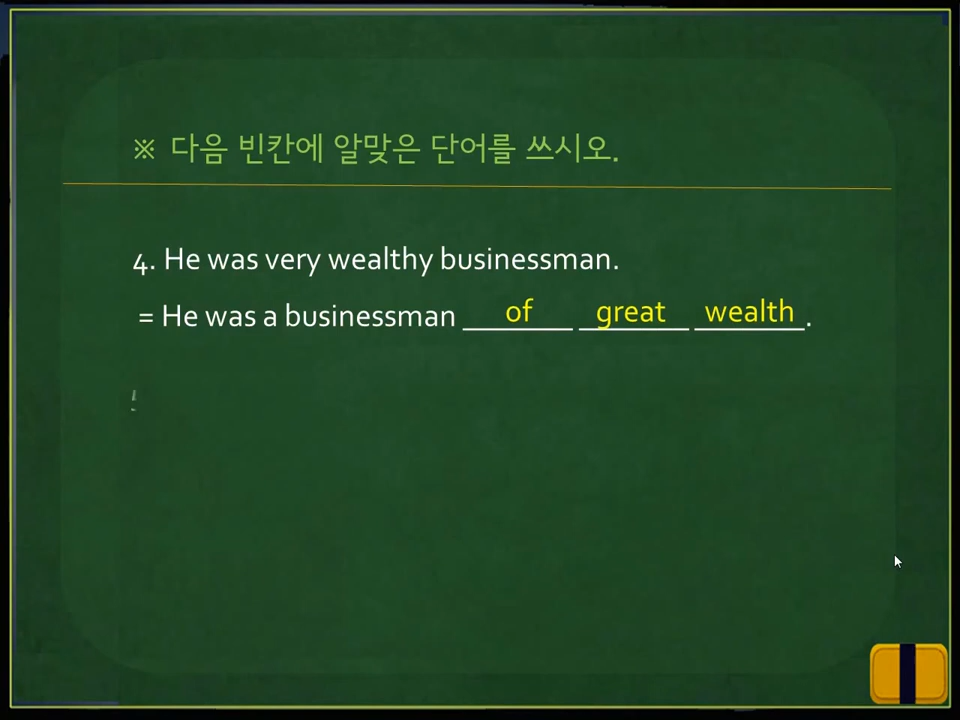 ※ 다음 빈칸에 알맞은 단어를 쓰시오.
4. He was very wealthy businessman.
= He was a businessman of great wealth.